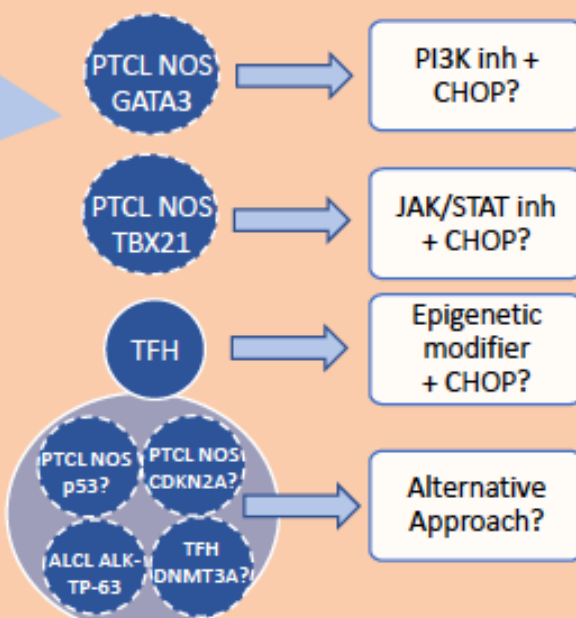 PTCL NOS
GATA3
PI3K inh +
CHOP?
PTCL NOS
TBX21
JAK/STAT inh
+ CHOP?
TFH
Epigenetic
modifier
+ CHOP?
PTCL NOS
p53?
PTCL NOS
CDKN2A?
ALCL ALK-
TP-63
TFH
DNMT3A?
Alternative
Approach?